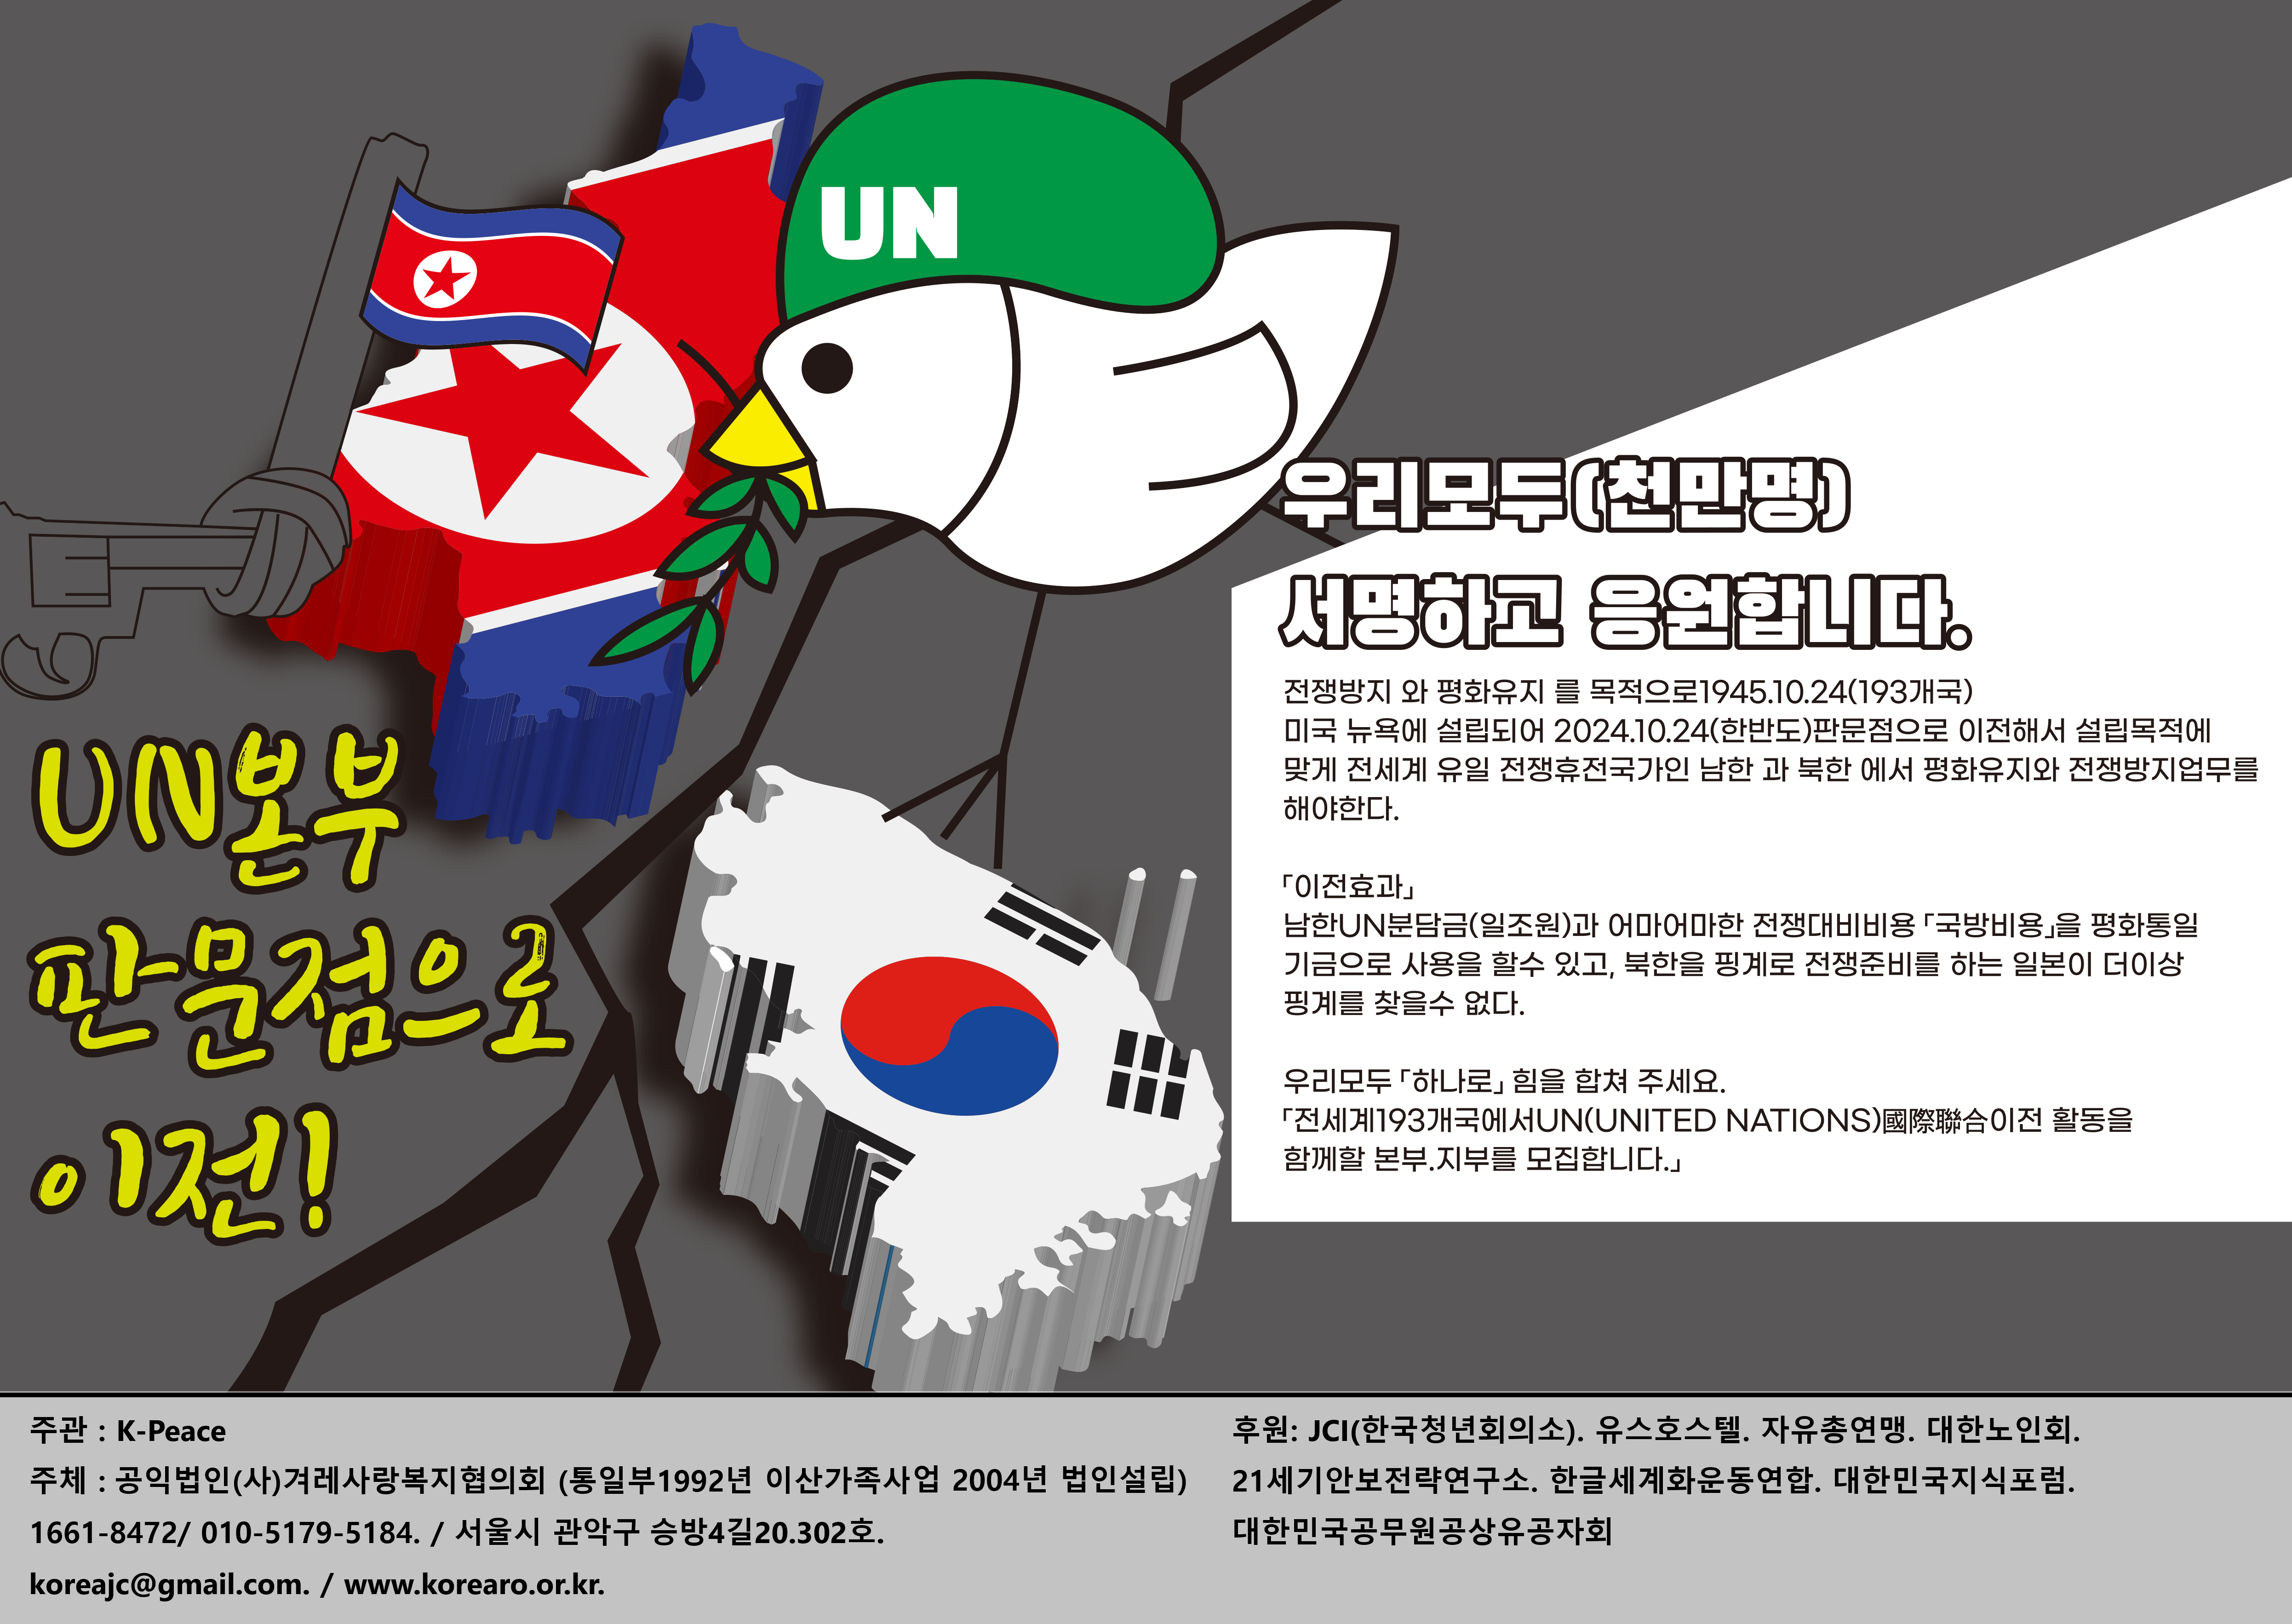 UN
UN본부
판문점으로
이전!
우리모두(천만명)
서명하고 응원합니다.
전쟁방지 와 평화유지 를 목적으로1945.10.24(193개국)
미국 뉴욕에 설립되어 2024.10.24(한반도)판문점으로 이전해서 설립목적에
맞게 전세계 유일 전쟁휴전국가인 남한 과 북한 에서 평화유지와 전쟁방지업무를
해야한다.
「이전효과」
남한UN분담금(일조원)과 어마어마한 전쟁대비비용 「국방비용」을 평화통일
기금으로 사용을 할수 있고, 북한을 핑계로 전쟁준비를 하는 일본이 더이상
핑계를 찾을수 없다.
우리모두 「하나로」 힘을 합쳐 주세요.
「전세계193개국에서UN(UNITED NATIONS)國際聯合이전 활동을
함께할 본부.지부를 모집합니다.」
주관 : K-Peace
주체 : 공익법인(사)겨레사랑복지협의회 (통일부1992년 이산가족사업 2004년 법인설립)
1661-8472/ 010-5179-5184. / 서울시 관악구 승방4길20.302호.
koreajc@gmail.com. / www.korearo.or.kr.
후원: JCI(한국청년회의소). 유스호스텔. 자유총연맹. 대한노인회.
21세기안보전략연구소. 한글세계화운동연합. 대한민국지식포럼.
대한민국공무원공상유공자회